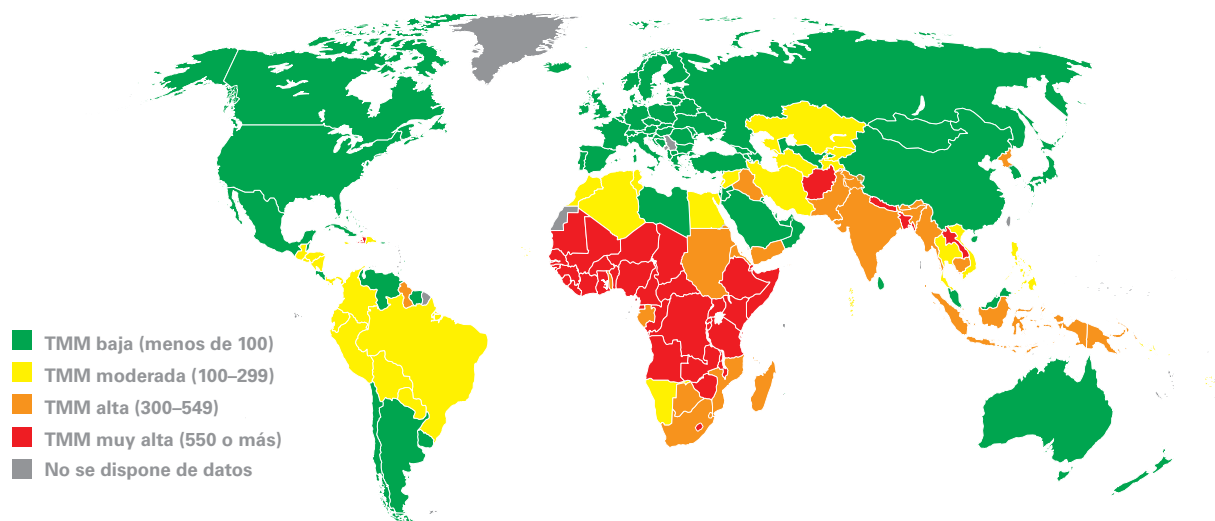 TMM baja (menos de 100)
TMM moderada (100–299)
TMM alta (300–549)
TMM muy alta (550 o más)
No se dispone de datos